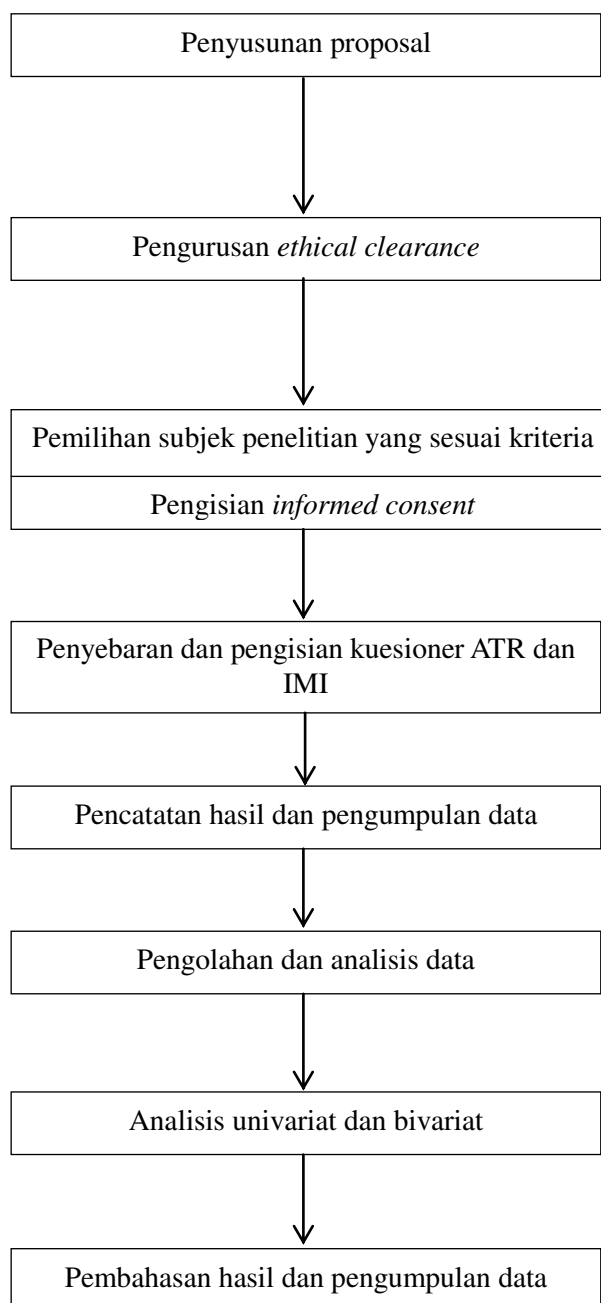 Penyusunan proposal
Pengurusan ethical clearance
Pemilihan subjek penelitian yang sesuai kriteria
Pengisian informed consent
Penyebaran dan pengisian kuesioner ATR dan
IMI
Pencatatan hasil dan pengumpulan data
Pengolahan dan analisis data
Analisis univariat dan bivariat
Pembahasan hasil dan pengumpulan data